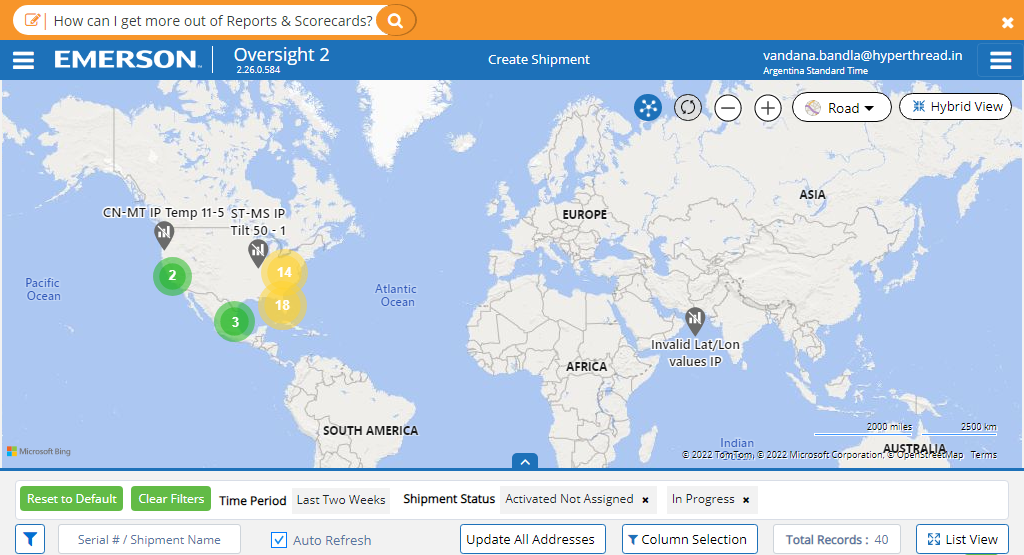 How can I get more out of Reports & Scorecards?
EMERSON
Oversight 2
2.26.0.584
Create Shipment
vandana.bandla@hyperthread.in
Argentina Standard Time
Road
Hybrid View
ASIA
CN-MT IP Temp 11-5
ST-MS IP
Tilt 50 - 1
EUROPE
2
14
Pacific
Ocean
Atlantic
Ocean
18
3
Invalid Lat/Lon
values IP
AFRICA
SOUTH AMERICA
2000 miles
2500 km
Indian
AUSTRALIA
Microsoft Bing
© 2022 TomTom, © 2022 Microsoft Corporation, © OpenStreetMap Terms
Reset to Default
Clear Filters
Time Period
Last Two Weeks
Shipment Status
Activated Not Assigned ×
In Progress ×
Serial # / Shipment Name
Auto Refresh
Update All Addresses
Column Selection
Total Records : 40
List View